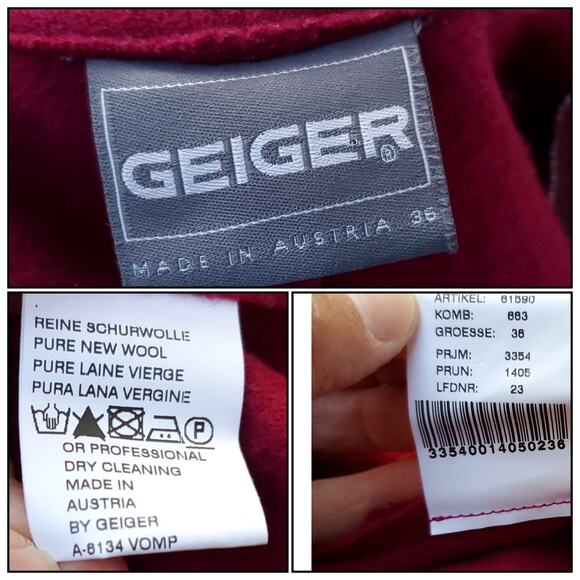 GEIGER®
MADE IN AUSTRIA 36
REINE SCHURWOLLE
PURE NEW WOOL
PURE LAINE VIERGE
PURA LANA VERGINE
P
OR PROFESSIONAL
DRY CLEANING
MADE IN
AUSTRIA
BY GEIGER
A-6134 VOMP
ARTIKEL: 61590
KOMB: 663
GROESSE: 36
PRJM: 3354
PRUN: 1405
LFDNR: 23
33540014050236